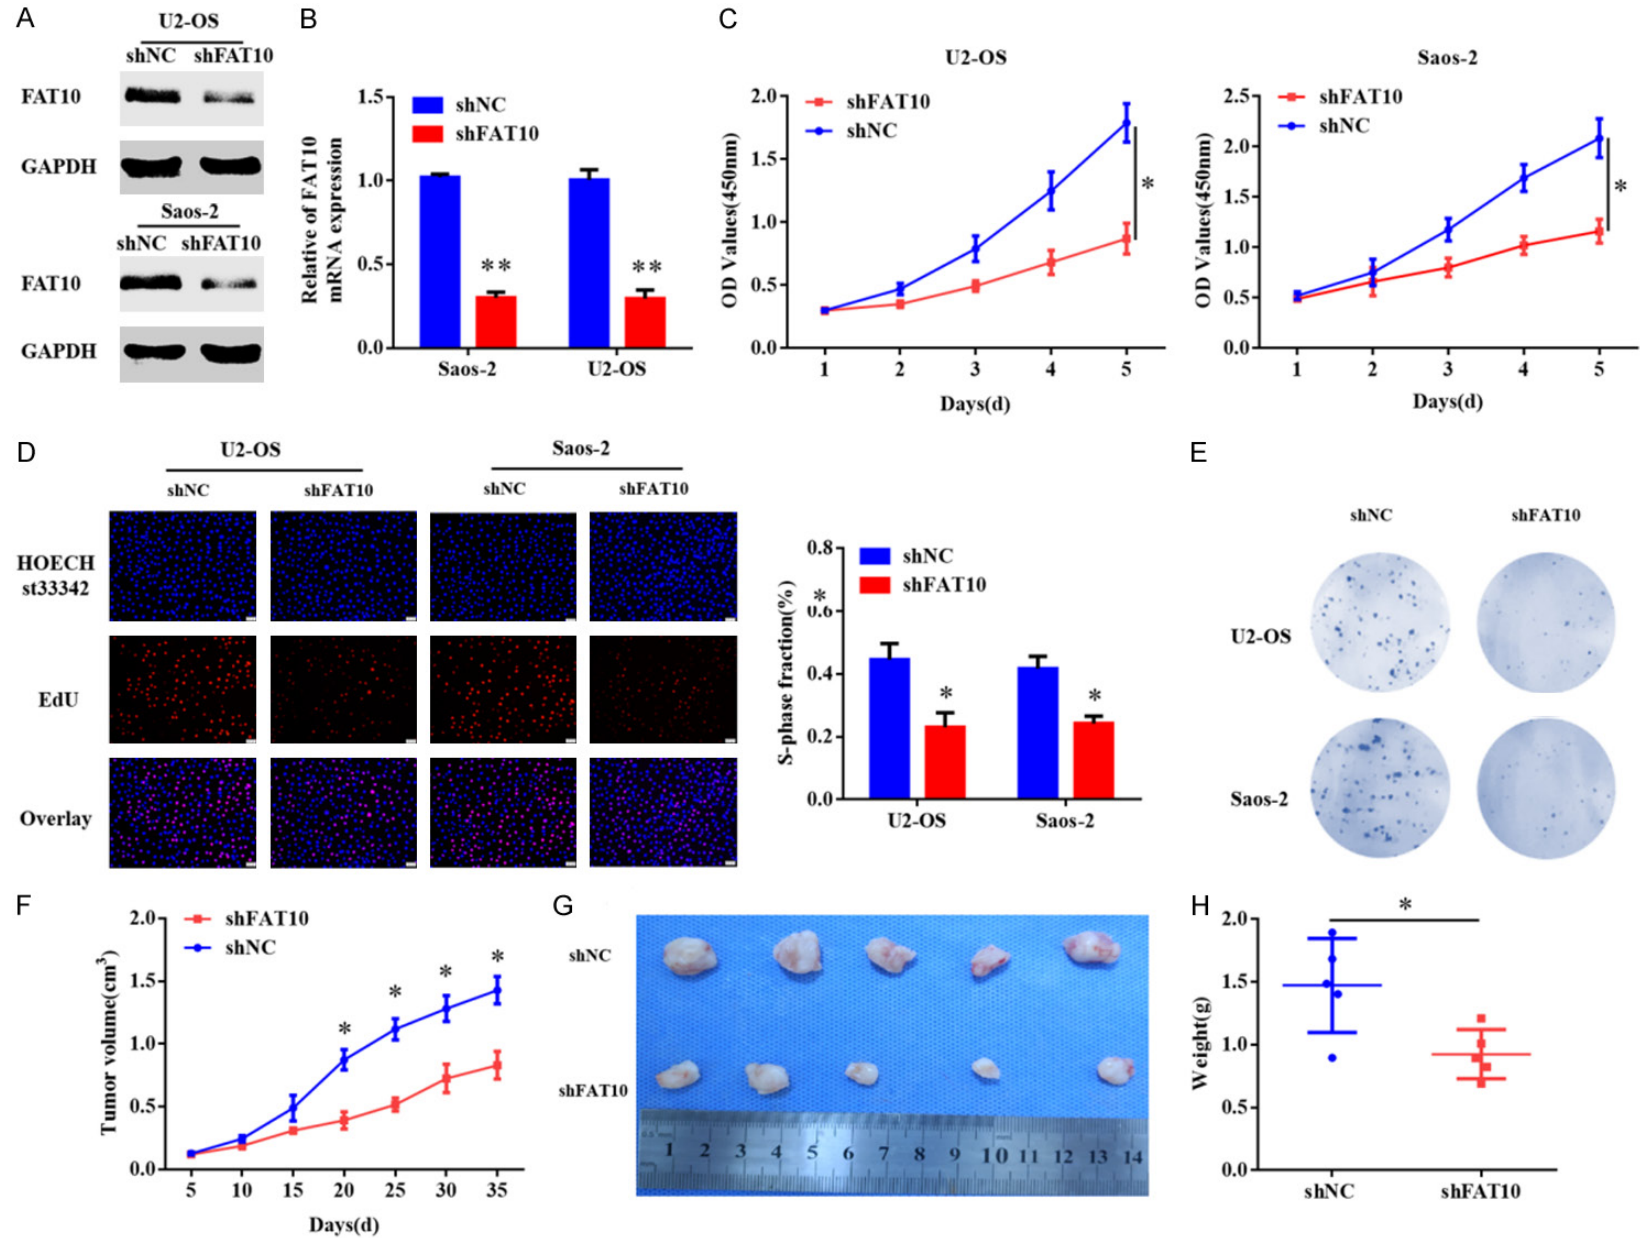 A
U2-OS
shNC shFAT10
FAT10
GAPDH
Saos-2
shNC shFAT10
FAT10
GAPDH
B
Relative of FAT10
mRNA expression
1.5
1.0
0.5
0.0
shNC
shFAT10
**
**
Saos-2 U2-OS
C
U2-OS
OD Values(450nm)
2.0
1.5
1.0
0.5
0.0
shFAT10
shNC
*
1 2 3 4 5
Days(d)
Saos-2
OD Values(450nm)
2.5
2.0
1.5
1.0
0.5
0.0
shFAT10
shNC
*
1 2 3 4 5
Days(d)
D
U2-OS Saos-2
shNC shFAT10 shNC shFAT10
HOECH
st33342
EdU
Overlay
S-phase fraction(%)
0.8
*
0.6
0.4
0.2
0.0
shNC
shFAT10
*
*
U2-OS Saos-2
E
shNC shFAT10
U2-OS
Saos-2
F
Tumor volume(cm3)
2.0
1.5
1.0
0.5
0.0
shFAT10
shNC
* * * *
5 10 15 20 25 30 35
Days(d)
G
shNC
shFAT10
1 2 3 4 5 6 7 8 9 10 11 12 13 14
H
Weight(g)
2.0
1.5
1.0
0.5
0.0
*
shNC shFAT10